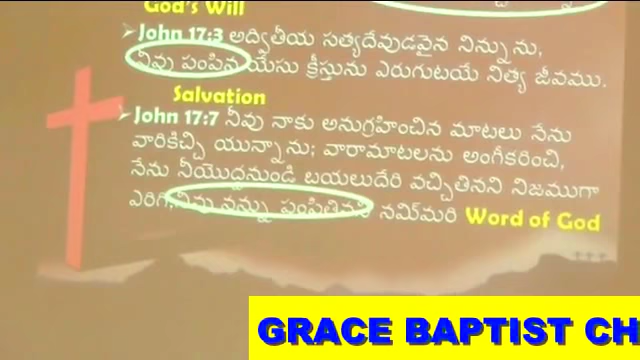 God's Will
John 17:3 అద్వితీయ సత్యదేవుడవైన నిన్నును,
నీవు పంపిన యేసు క్రీస్తును ఎరుగుటయే నిత్య జీవము.
Salvation
John 17:7 నీవు నాకు అనుగ్రహించిన మాటలు నేను
వారికిచ్చి యున్నాను; వారామాటలను అంగీకరించి,
నేను నీయొద్దనుండి బయలుదేరి వచ్చితినని నిజముగా
ఎరిగి, నీవు నన్ను పంపితివని నమ్మిరి Word of God
GRACE BAPTIST CH